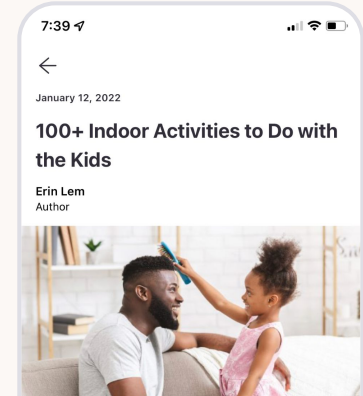 7:39
January 12, 2022
100+ Indoor Activities to Do with
the Kids
Erin Lem
Author